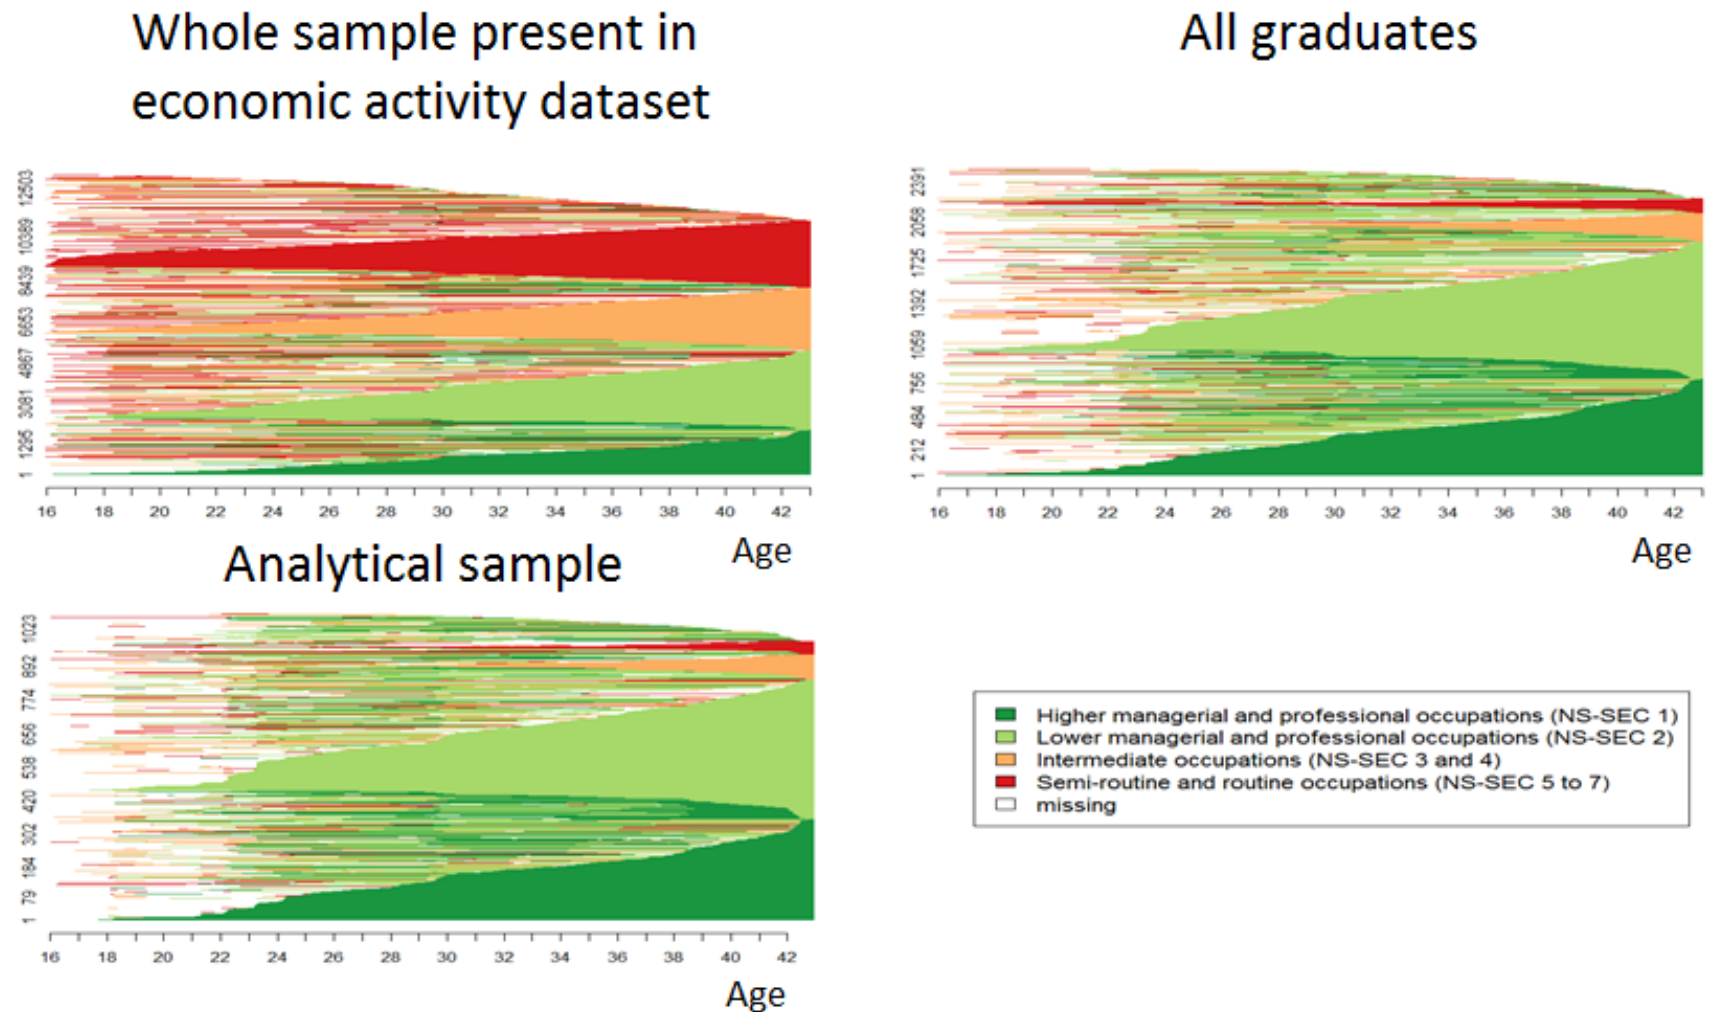 Whole sample present in
economic activity dataset
12503
10389
8439
6653
4867
3081
1295
1
16 18 20 22 24 26 28 30 32 34 36 38 40 42
Age
All graduates
2391
2058
1725
1392
1059
756
484
212
1
16 18 20 22 24 26 28 30 32 34 36 38 40 42
Age
Analytical sample
1023
892
774
656
538
420
302
184
79
1
16 18 20 22 24 26 28 30 32 34 36 38 40 42
Age
Higher managerial and professional occupations (NS-SEC 1)
Lower managerial and professional occupations (NS-SEC 2)
Intermediate occupations (NS-SEC 3 and 4)
Semi-routine and routine occupations (NS-SEC 5 to 7)
missing